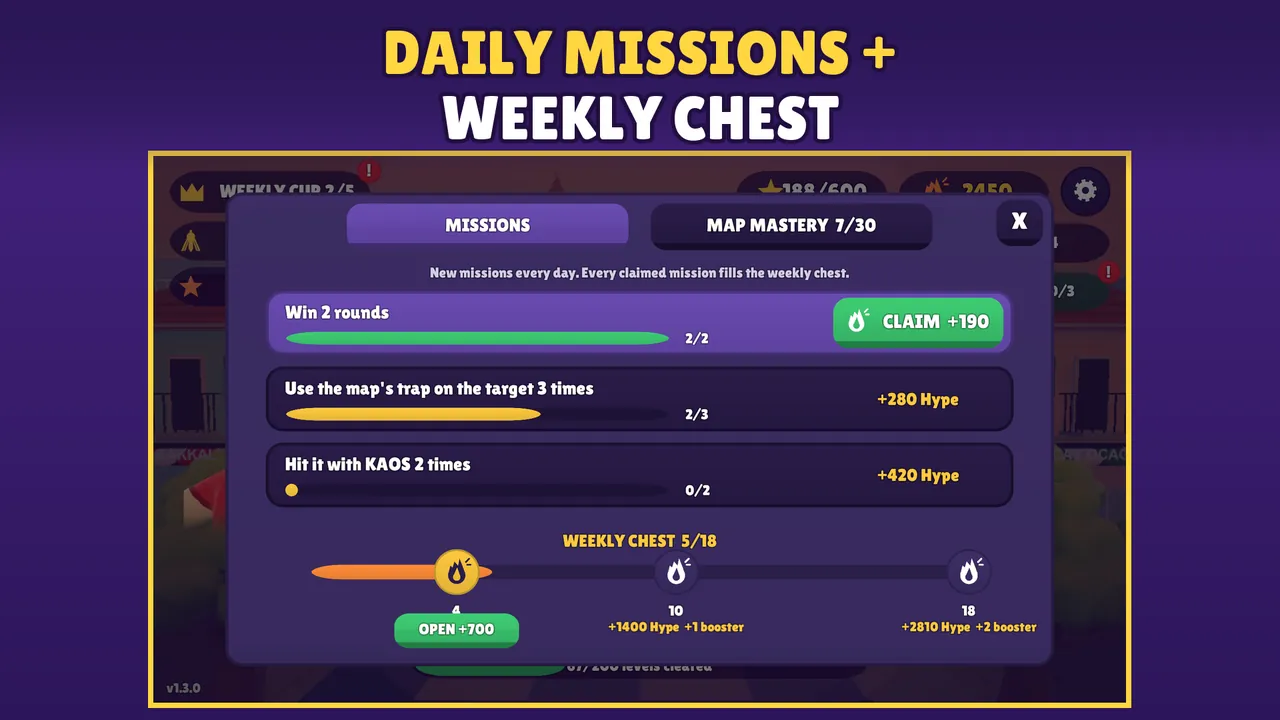 DAILY MISSIONS +
WEEKLY CHEST
WEEKLY CUP 2/5
!
188/600
2450
MISSIONS
MAP MASTERY 7/30
X
New missions every day. Every claimed mission fills the weekly chest.
!
/3
Win 2 rounds
2/2
CLAIM +190
Use the map's trap on the target 3 times
2/3
+280 Hype
Hit it with KAOS 2 times
0/2
+420 Hype
WEEKLY CHEST 5/18
4
10
18
OPEN +700
+1400 Hype +1 booster
+2810 Hype +2 booster
67/200 levels cleared
v1.3.0